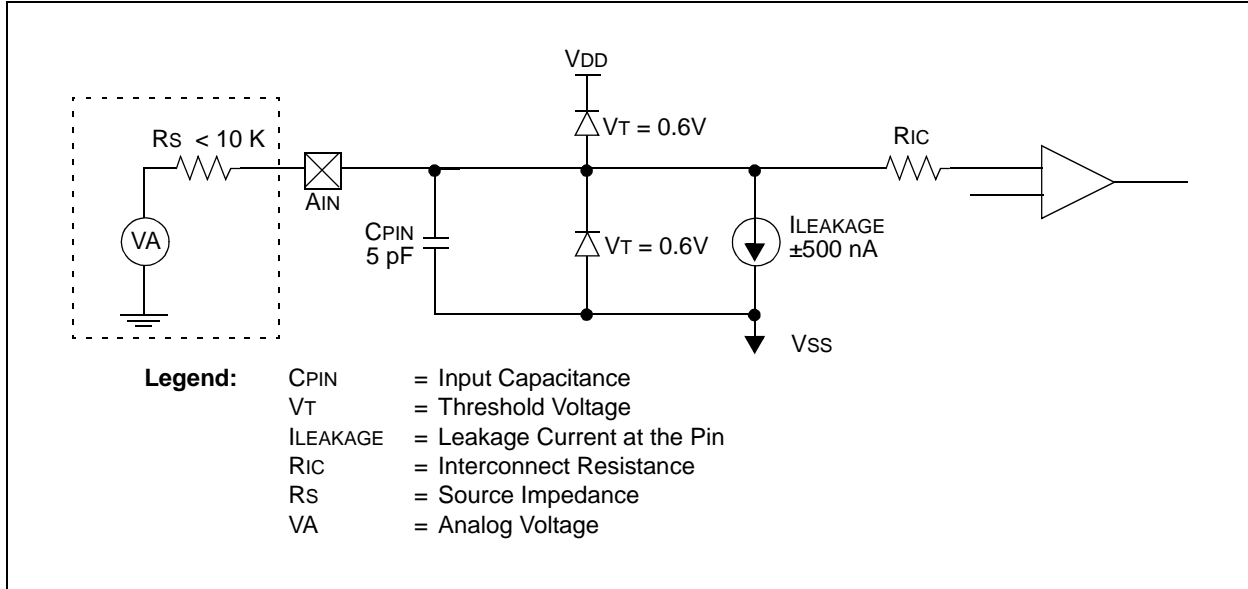 VDD
VT = 0.6V
RS < 10 K
RIC
AIN
VA
CPIN
5 pF
VT = 0.6V
ILEAKAGE
±500 nA
VSS
Legend: CPIN = Input Capacitance
VT = Threshold Voltage
ILEAKAGE = Leakage Current at the Pin
RIC = Interconnect Resistance
RS = Source Impedance
VA = Analog Voltage